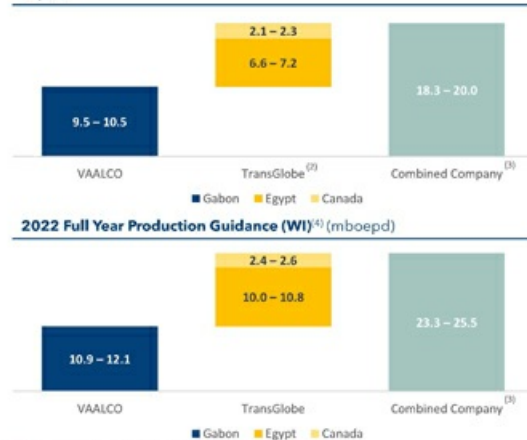 2.1 – 2.3
6.6 – 7.2
18.3 – 20.0
9.5 – 10.5
VAALCO TransGlobe(2) Combined Company(3)
Gabon Egypt Canada
2022 Full Year Production Guidance (WI)(4) (mboepd)
2.4 – 2.6
10.0 – 10.8
23.3 – 25.5
10.9 – 12.1
VAALCO TransGlobe Combined Company(3)
Gabon Egypt Canada